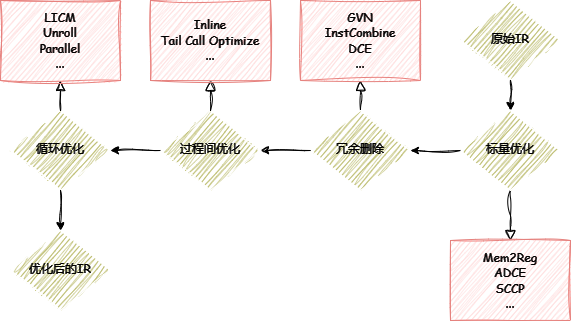 LICM
Unroll
Parallel
...
Inline
Tail Call Optimize
...
GVN
InstCombine
DCE
...
原始IR
循环优化
过程间优化
冗余删除
标量优化
优化后的IR
Mem2Reg
ADCE
SCCP
...